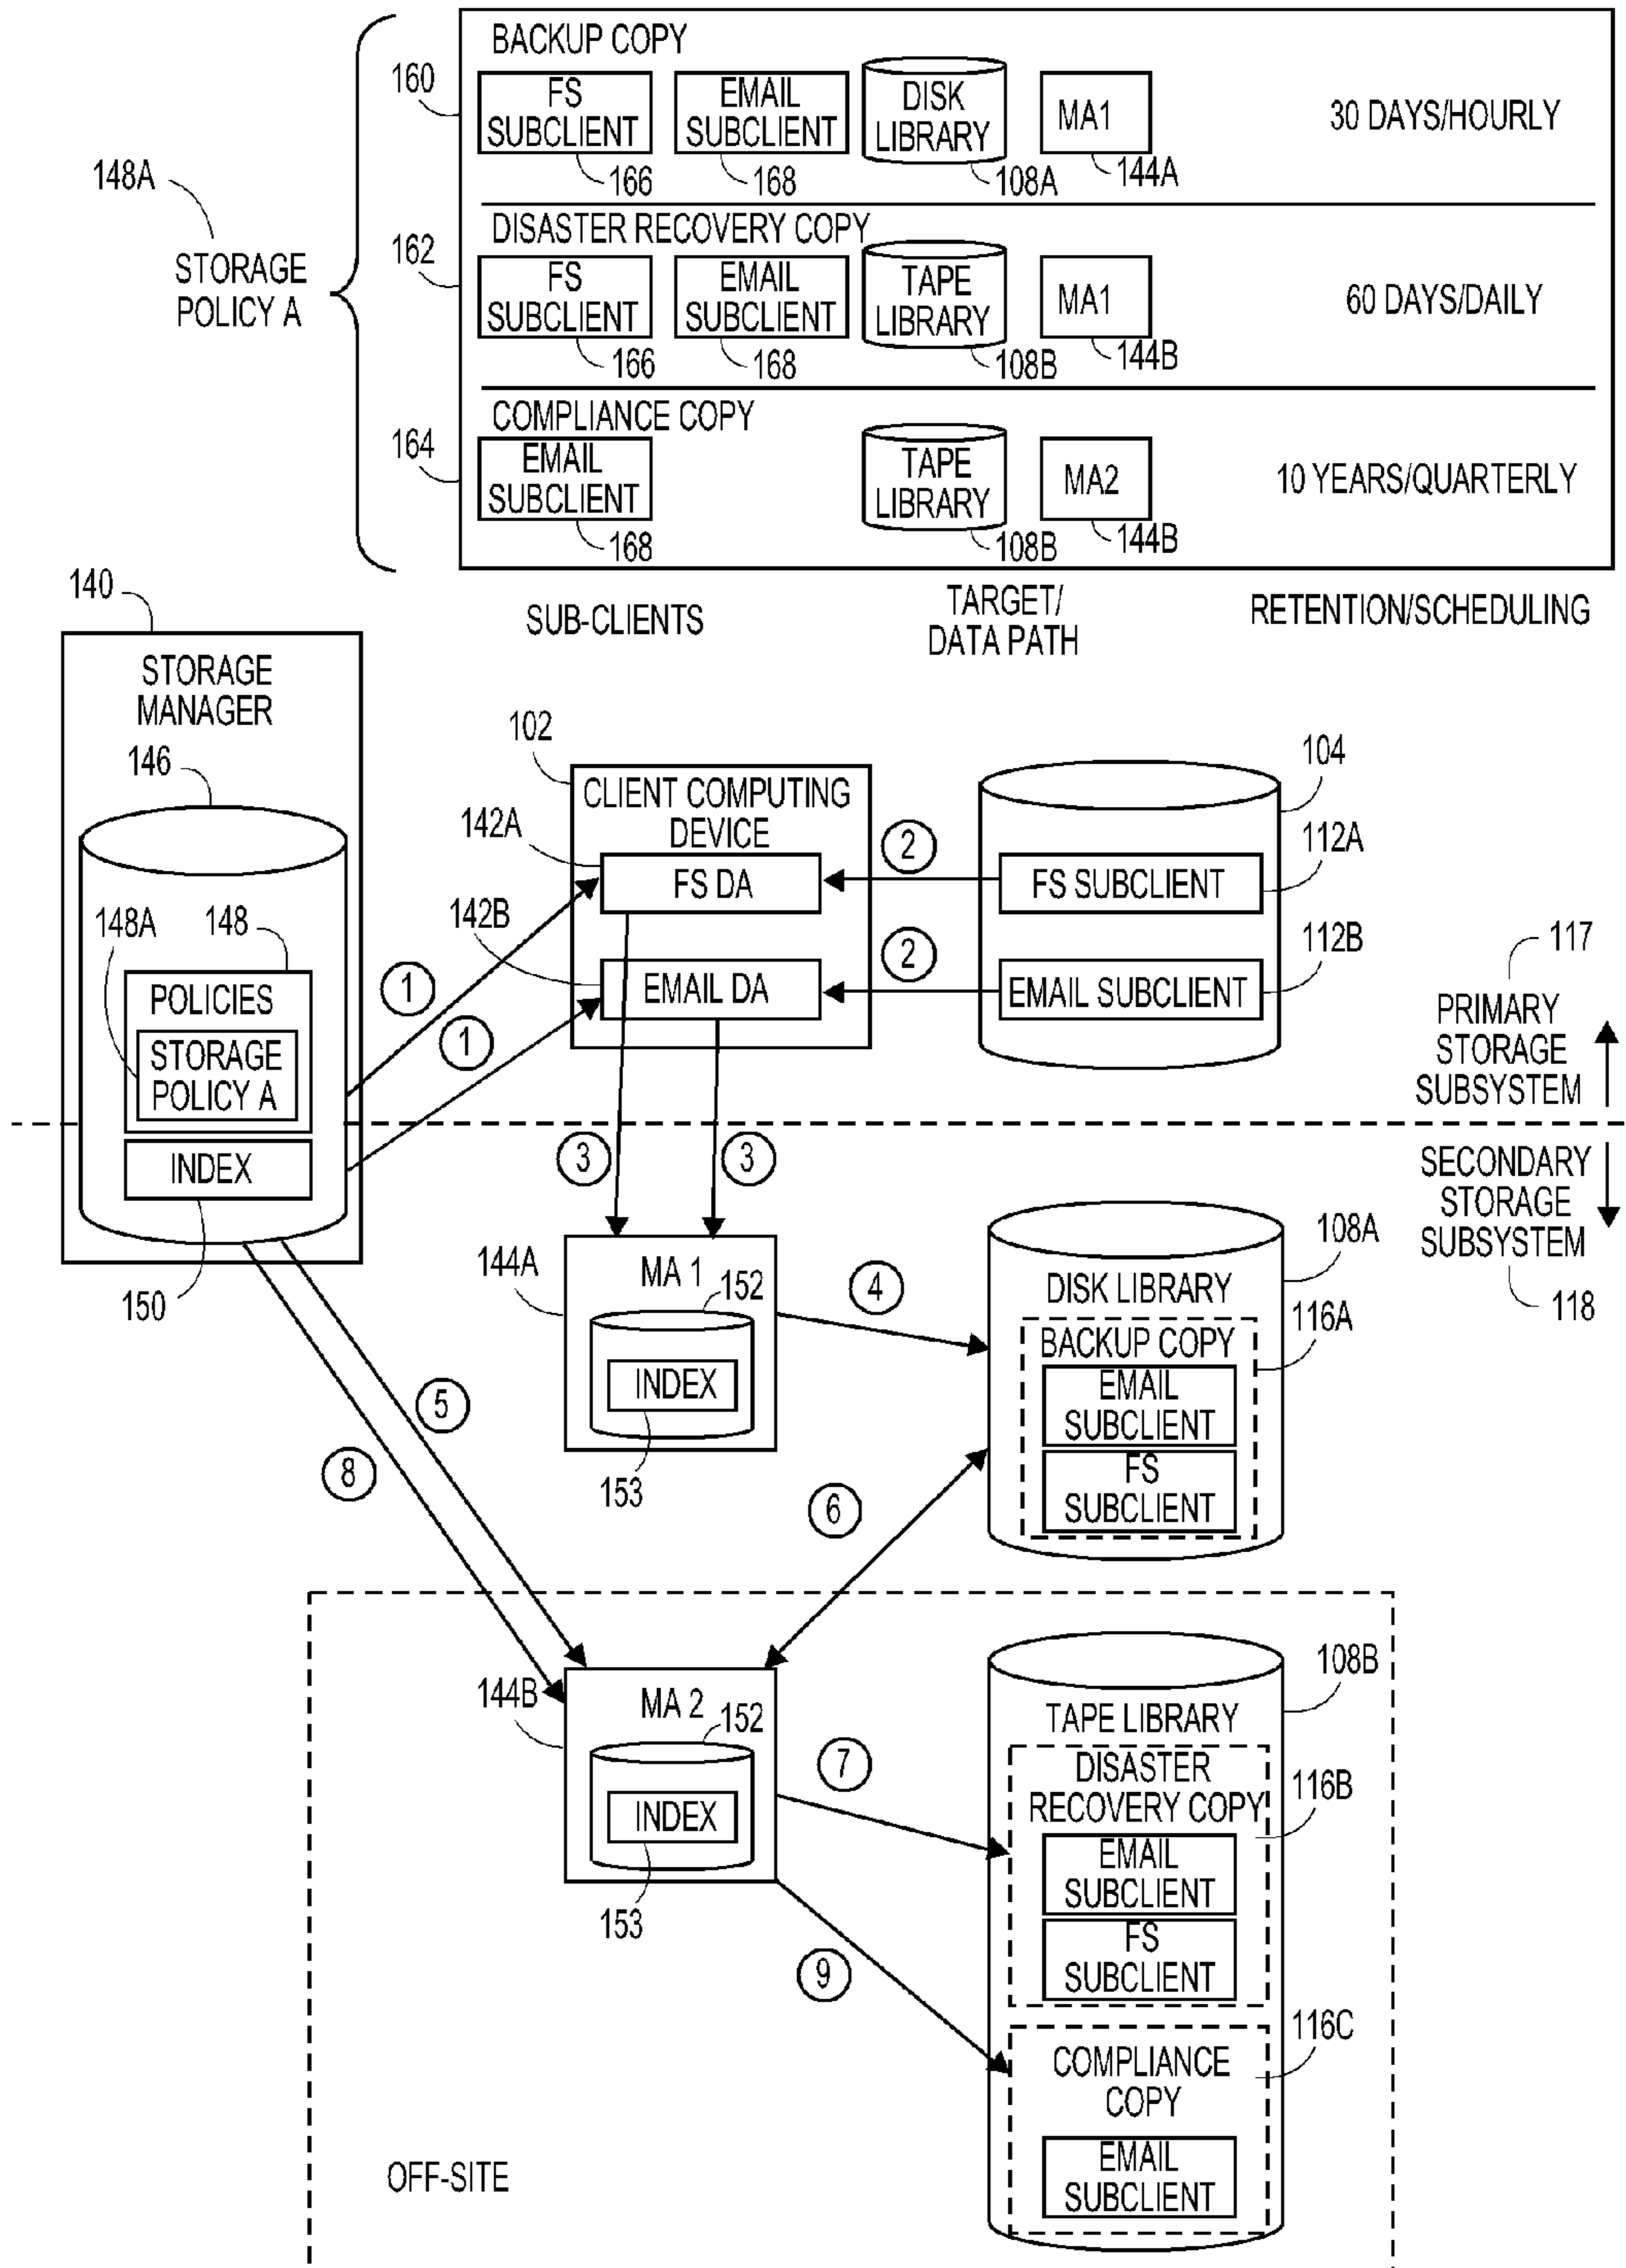 BACKUP COPY
160
FS
SUBCLIENT
EMAIL
SUBCLIENT
DISK
LIBRARY
MA1
30 DAYS/HOURLY
166
168
108A
144A
148A
STORAGE
POLICY A
DISASTER RECOVERY COPY
162
FS
SUBCLIENT
EMAIL
SUBCLIENT
TAPE
LIBRARY
MA1
60 DAYS/DAILY
166
168
108B
144B
COMPLIANCE COPY
164
EMAIL
SUBCLIENT
TAPE
LIBRARY
MA2
10 YEARS/QUARTERLY
168
108B
144B
SUB-CLIENTS
TARGET/
DATA PATH
RETENTION/SCHEDULING
140
STORAGE
MANAGER
146
148A
148
POLICIES
STORAGE
POLICY A
INDEX
150
102
CLIENT COMPUTING
DEVICE
142A
FS DA
142B
EMAIL DA
104
112A
FS SUBCLIENT
112B
EMAIL SUBCLIENT
1
1
2
2
117
PRIMARY
STORAGE
SUBSYSTEM
SECONDARY
STORAGE
SUBSYSTEM
118
3
3
144A
MA 1
152
INDEX
153
4
108A
DISK LIBRARY
116A
BACKUP COPY
EMAIL
SUBCLIENT
FS
SUBCLIENT
5
8
6
144B
MA 2
152
INDEX
153
7
9
108B
TAPE LIBRARY
DISASTER
RECOVERY COPY
116B
EMAIL
SUBCLIENT
FS
SUBCLIENT
116C
COMPLIANCE
COPY
EMAIL
SUBCLIENT
OFF-SITE